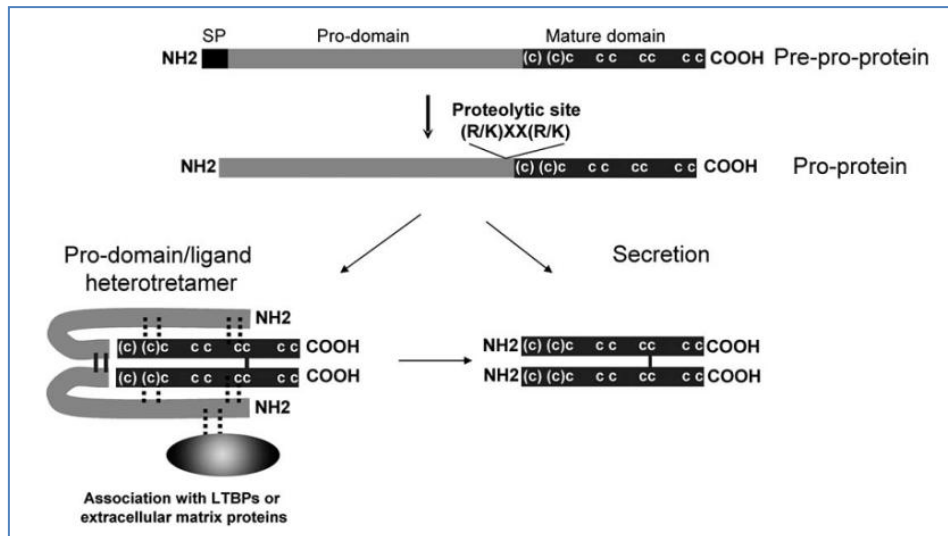 SP Pro-domain Mature domain
NH2 (c) (c)c c c cc c c COOH Pre-pro-protein
Proteolytic site
(R/K)XX(R/K)
NH2 (c) (c)c c c cc c c COOH Pro-protein
Pro-domain/ligand
heterotretamer
Secretion
NH2
(c) (c)c c c cc c c COOH
(c) (c)c c c cc c c COOH
NH2
NH2 (c) (c)c c c cc c c COOH
NH2 (c) (c)c c c cc c c COOH
Association with LTBPs or
extracellular matrix proteins